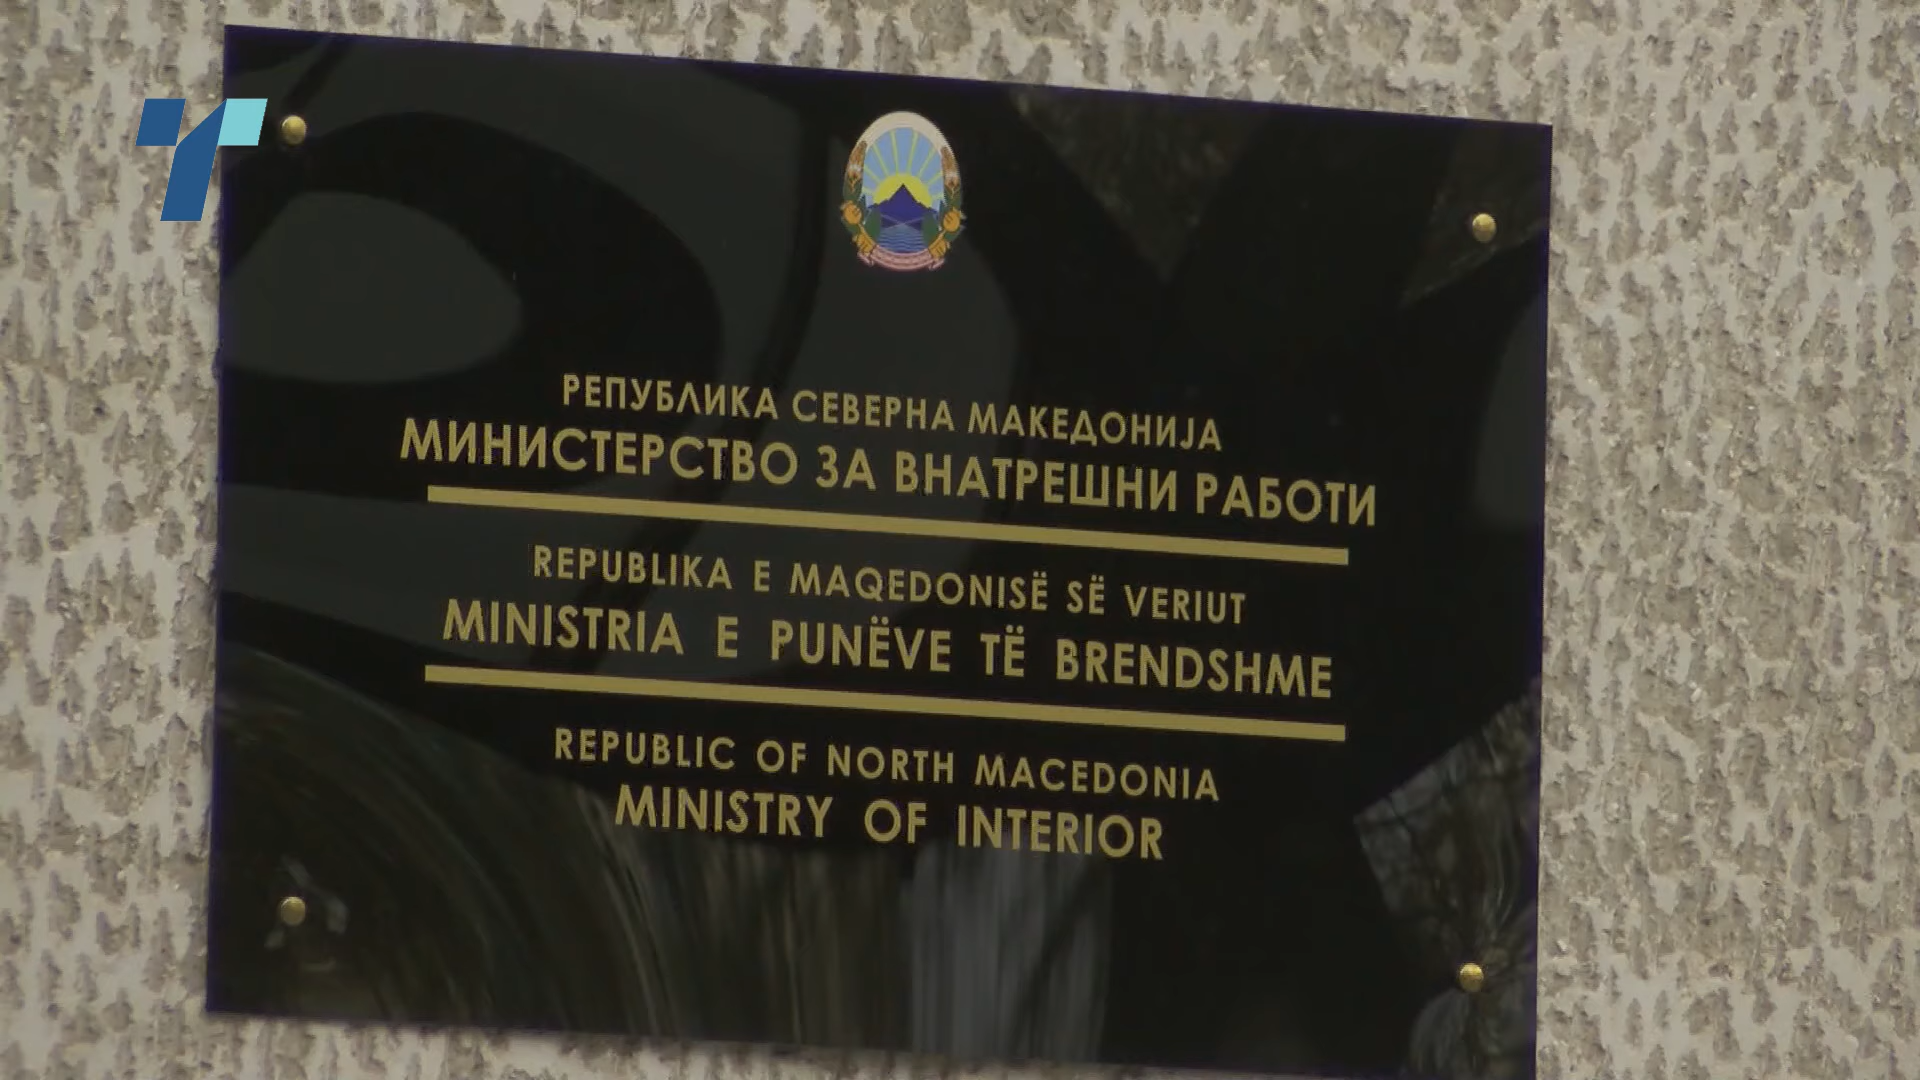 РЕПУБЛИКА СЕВЕРНА МАКЕДОНИЈА
МИНИСТЕРСТВО ЗА ВНАТРЕШНИ РАБОТИ
REPUBLIKA E MAQEDONISË SË VERIUT
MINISTRIA E PUNËVE TË BRENDSHME
REPUBLIC OF NORTH MACEDONIA
MINISTRY OF INTERIOR